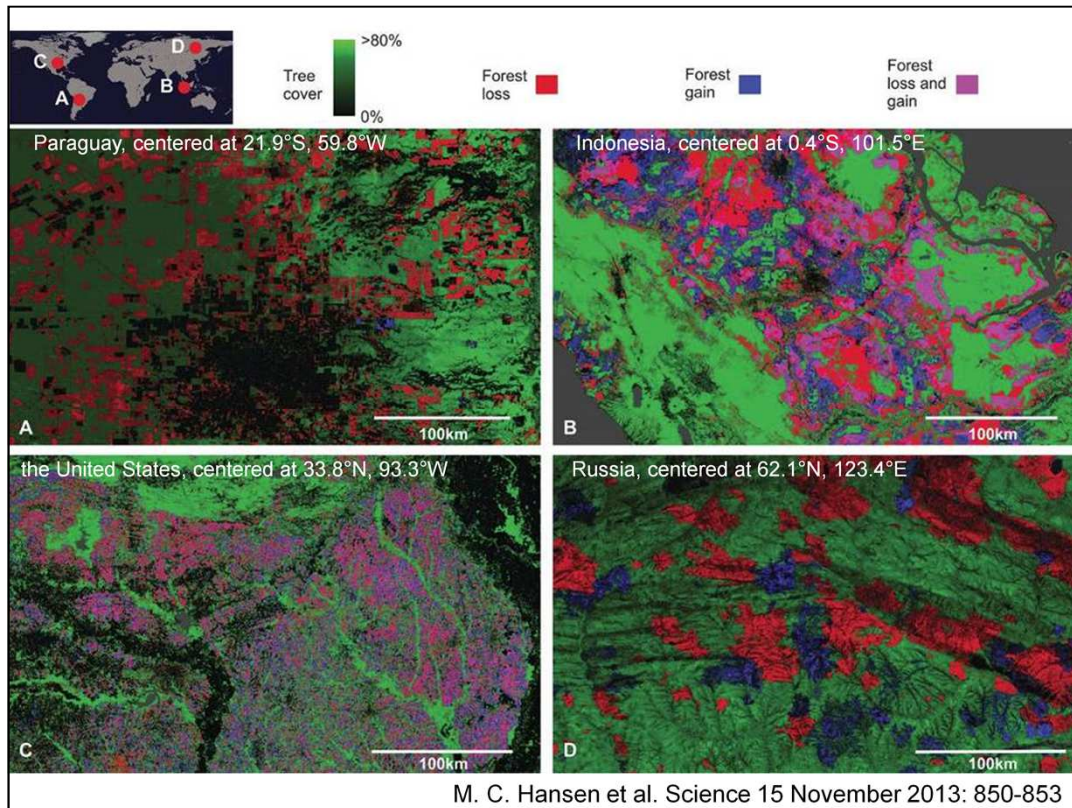 C
D
A
B
Tree
cover
>80%
0%
Forest
loss
Forest
gain
Forest
loss and
gain
Paraguay, centered at 21.9°S, 59.8°W
A
100km
Indonesia, centered at 0.4°S, 101.5°E
B
100km
the United States, centered at 33.8°N, 93.3°W
C
100km
Russia, centered at 62.1°N, 123.4°E
D
100km
M. C. Hansen et al. Science 15 November 2013; 850-853